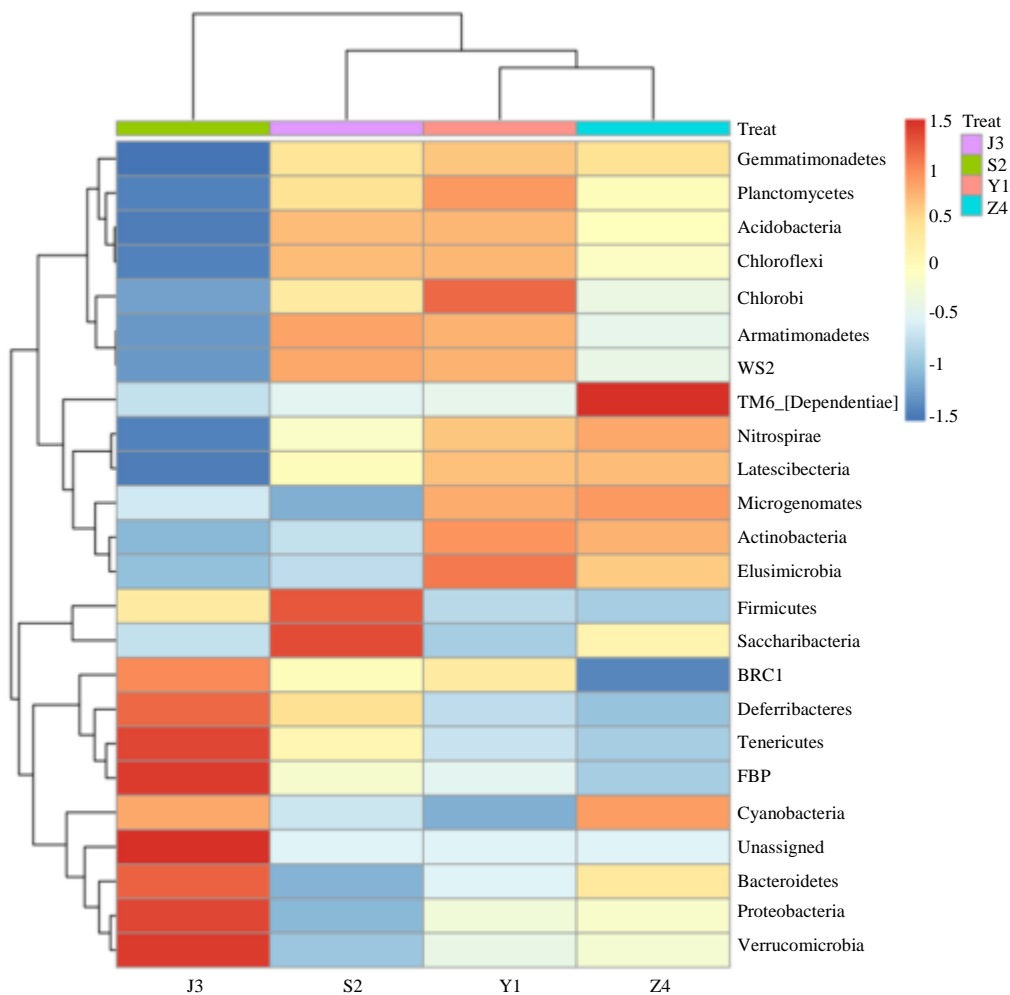 Treat
Gemmatimonadetes
Planctomycetes
Acidobacteria
Chloroflexi
Chlorobi
Armatimonadetes
WS2
TM6_[Dependentiae]
Nitrospirae
Latescibecteria
Microgenomates
Actinobacteria
Elusimicrobia
Firmicutes
Saccharibacteria
BRC1
Deferribacteres
Tenericutes
FBP
Cyanobacteria
Unassigned
Bacteroidetes
Proteobacteria
Verrucomicrobia
J3 S2 Y1 Z4
1.5
1
0.5
0
-0.5
-1
-1.5
Treat
J3
S2
Y1
Z4